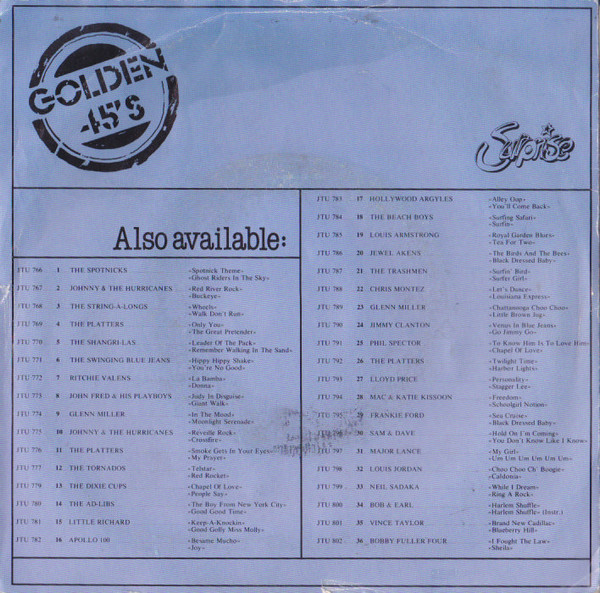 GOLDEN
45'S
Surprise
Also available:
JTU 766 1 THE SPOTNICKS «Spotnick Theme»
«Ghost Riders In The Sky»
JTU 767 2 JOHNNY & THE HURRICANES «Red River Rock»
«Buckeye»
JTU 768 3 THE STRING-A-LONGS «Wheels»
«Walk Don't Run»
JTU 769 4 THE PLATTERS «Only You»
«The Great Pretender»
JTU 770 5 THE SHANGRI-LAS «Leader Of The Pack»
«Remember Walking In The Sand»
JTU 771 6 THE SWINGING BLUE JEANS «Hippy Hippy Shake»
«You're No Good»
JTU 772 7 RITCHIE VALENS «La Bamba»
«Donna»
JTU 773 8 JOHN FRED & HIS PLAYBOYS «Judy In Disguise»
«Giant Walk»
JTU 774 9 GLENN MILLER «In The Mood»
«Moonlight Serenade»
JTU 775 10 JOHNNY & THE HURRICANES «Reveille Rock»
«Crossfire»
JTU 776 11 THE PLATTERS «Smoke Gets In Your Eyes»
«My Prayer»
JTU 777 12 THE TORNADOS «Telstar»
«Red Rocket»
JTU 779 13 THE DIXIE CUPS «Chapel Of Love»
«People Say»
JTU 780 14 THE AD-LIBS «The Boy From New York City»
«Good Good Time»
JTU 781 15 LITTLE RICHARD «Keep-A-Knockin»
«Good Golly Miss Molly»
JTU 782 16 APOLLO 100 «Besame Mucho»
«Joy»
JTU 783 17 HOLLYWOOD ARGYLES «Alley Oop»
«You'll Come Back»
JTU 784 18 THE BEACH BOYS «Surfing Safari»
«Surfin»
JTU 785 19 LOUIS ARMSTRONG «Royal Garden Blues»
«Tea For Two»
JTU 786 20 JEWEL AKENS «The Birds And The Bees»
«Black Dressed Baby»
JTU 787 21 THE TRASHMEN «Surfin' Bird»
«Surfer Girl»
JTU 788 22 CHRIS MONTEZ «Let's Dance»
«Louisiana Express»
JTU 789 23 GLENN MILLER «Chattanooga Choo Choo»
«Little Brown Jug»
JTU 790 24 JIMMY CLANTON «Venus In Blue Jeans»
«Go Jimmy Go»
JTU 791 25 PHIL SPECTOR «To Know Him Is To Love Him»
«Chapel Of Love»
JTU 792 26 THE PLATTERS «Twilight Time»
«Harbor Lights»
JTU 793 27 LLOYD PRICE «Personality»
«Stagger Lee»
JTU 794 28 MAC & KATIE KISSOON «Freedom»
«Schoolgirl Notion»
JTU 795 29 FRANKIE FORD «Sea Cruise»
«Black Dressed Baby»
JTU 796 30 SAM & DAVE «Hold On I'm Coming»
«You Don't Know Like I Know»
JTU 797 31 MAJOR LANCE «My Girl»
«Um Um Um Um Um Um»
JTU 798 32 LOUIS JORDAN «Choo Choo Ch' Boogie»
«Caldonia»
JTU 799 33 NEIL SADAKA «While I Dream»
«Ring A Rock»
JTU 800 34 BOB & EARL «Harlem Shuffle»
«Harlem Shuffle» (Instr.)
JTU 801 35 VINCE TAYLOR «Brand New Cadillac»
«Blueberry Hill»
JTU 802 36 BOBBY FULLER FOUR «I Fought The Law»
«Sheila»